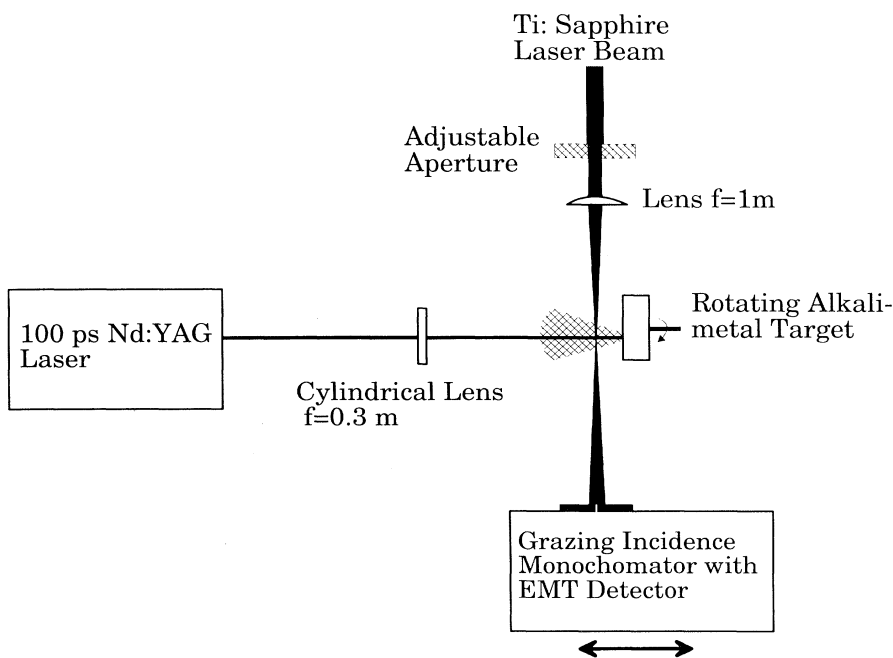 Ti: Sapphire
Laser Beam
Adjustable
Aperture
Lens f=1m
Rotating Alkali-
metal Target
100 ps Nd:YAG
Laser
Cylindrical Lens
f=0.3 m
Grazing Incidence
Monochomator with
EMT Detector